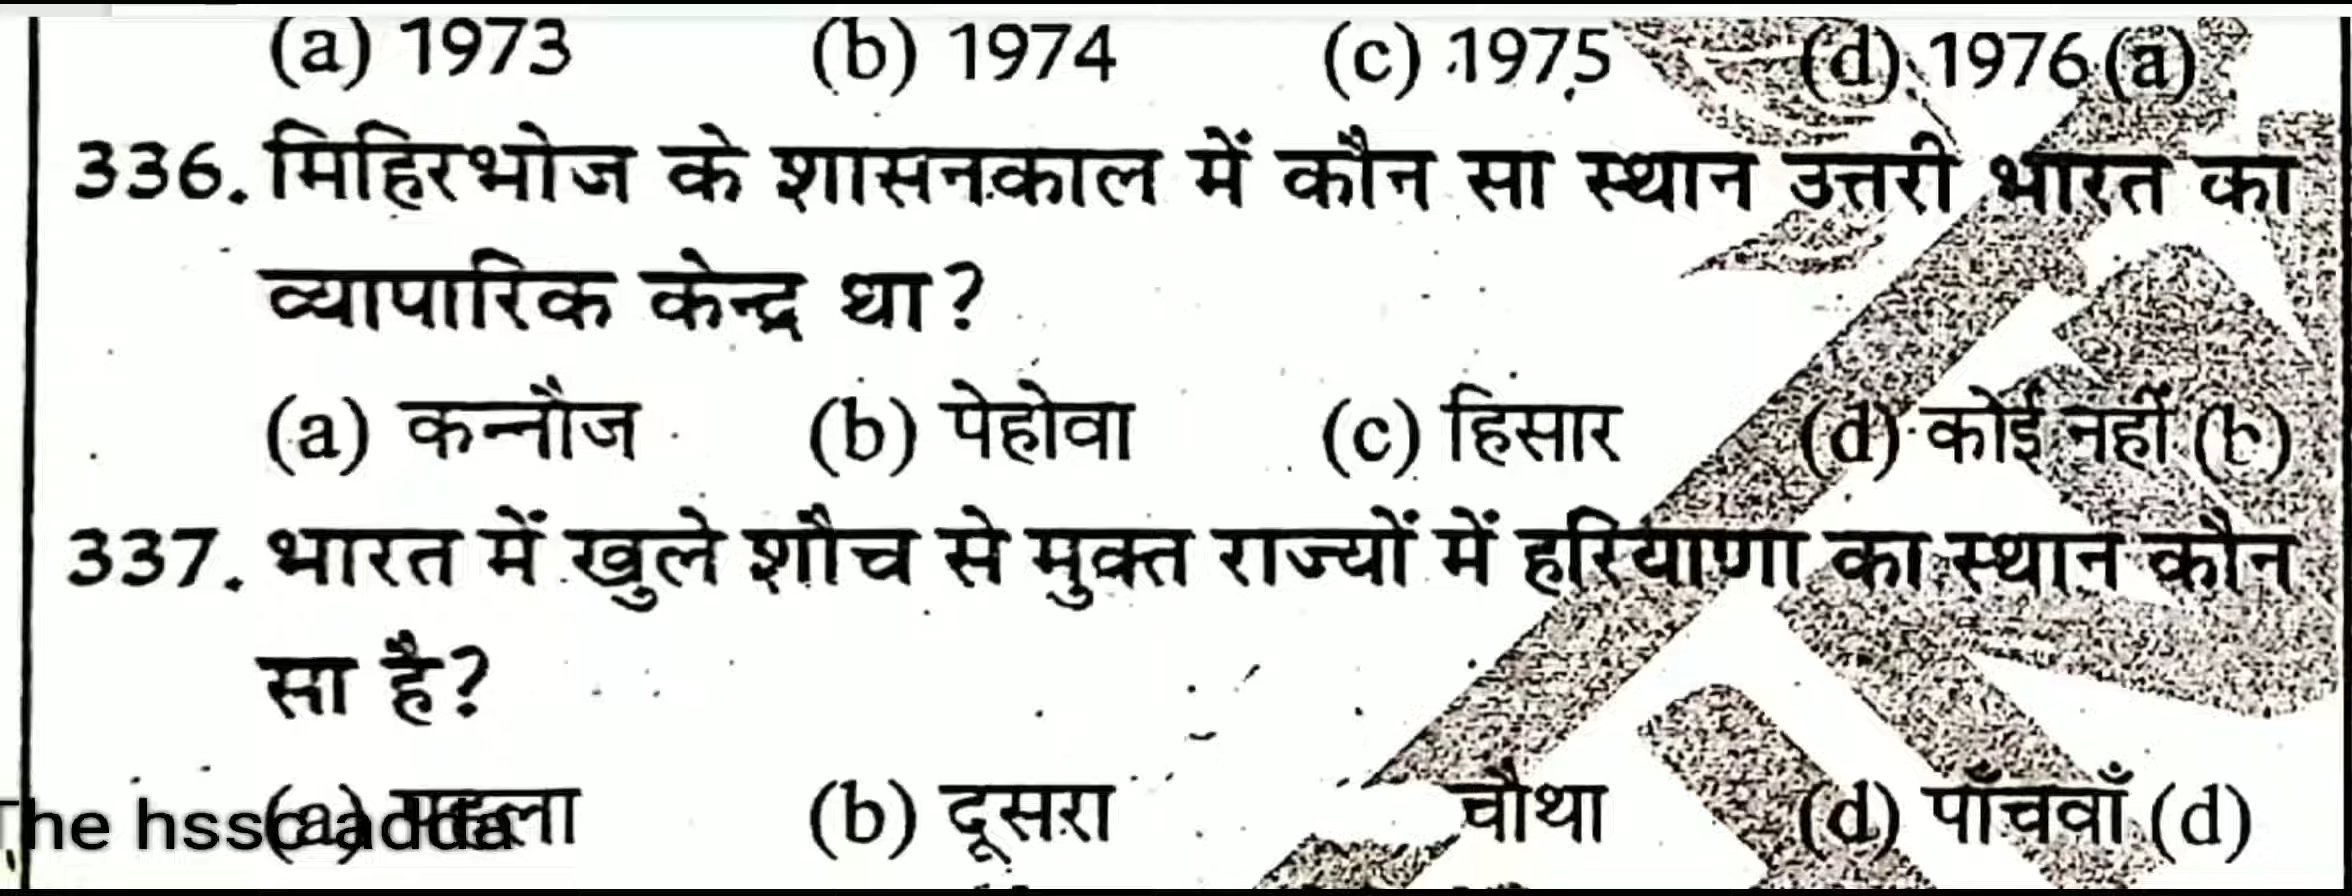 (a) 1973 (b) 1974 (c) 1975 (d) 1976 (a)
336. मिहिरभोज के शासनकाल में कौन सा स्थान उत्तरी भारत का
व्यापारिक केन्द्र था?
(a) कन्नौज (b) पेहोवा (c) हिसार (d) कोई नहीं (b)
337. भारत में खुले शौच से मुक्त राज्यों में हरियाणा का स्थान कौन
सा है?
(a) पहला (b) दूसरा चौथा (d) पाँचवाँ (d)
The hssc adda